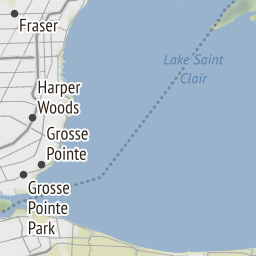 Fraser
Lake Saint
Clair
Harper
Woods
Grosse
Pointe
Grosse
Pointe
Park